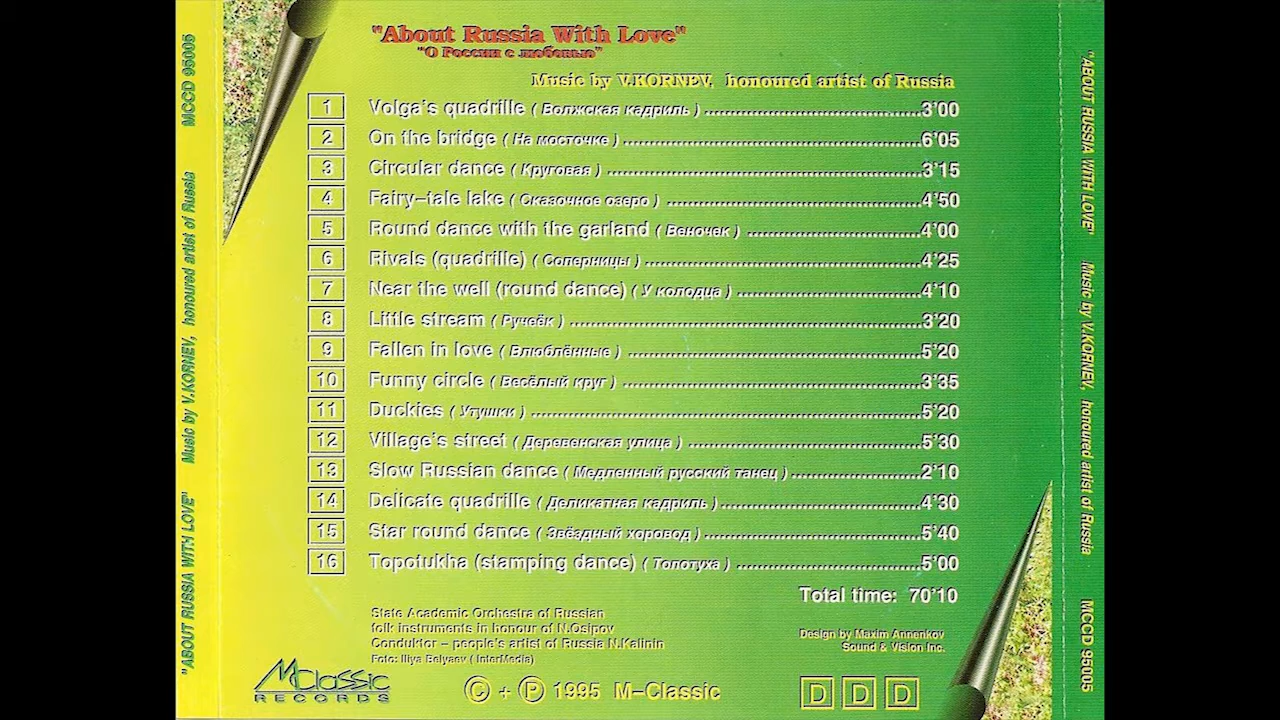 "About Russia With Love"
"О России с любовью"
Music by V.KORNEV, honoured artist of Russia
1 Volga's quadrille ( Волжская кадриль ) 3'00
2 On the bridge ( На мосточке ) 6'05
3 Circular dance ( Круговая ) 3'15
4 Fairy-tale lake ( Сказочное озеро ) 4'50
5 Round dance with the garland ( Веночек ) 4'00
6 Rivals (quadrille) ( Соперницы ) 4'25
7 Near the well (round dance) ( У колодца ) 4'10
8 Little stream ( Ручеёк ) 3'20
9 Fallen in love ( Влюблённые ) 5'20
10 Funny circle ( Весёлый круг ) 3'35
11 Duckies ( Утушки ) 5'20
12 Village's street ( Деревенская улица ) 5'30
13 Slow Russian dance ( Медленный русский танец ) 2'10
14 Delicate quadrille ( Деликатная кадриль ) 4'30
15 Star round dance ( Звёздный хоровод ) 5'40
16 Topotukha (stamping dance) ( Топотуха ) 5'00
Total time: 70'10
State Academic Orchestra of Russian
folk instruments in honour of N.Osipov
Conduktor - people's artist of Russia N.Kalinin
Foto: Iliya Belyaev ( InterMedia)
Design by Maxim Annenkov
Sound & Vision Inc.
MClassic
RECORDS
© + ℗ 1995 M-Classic
D D D
"ABOUT RUSSIA WITH LOVE" Music by V.KORNEV, honoured artist of Russia MCCD 95005
"ABOUT RUSSIA WITH LOVE" Music by V.KORNEV, honoured artist of Russia MCCD 95005